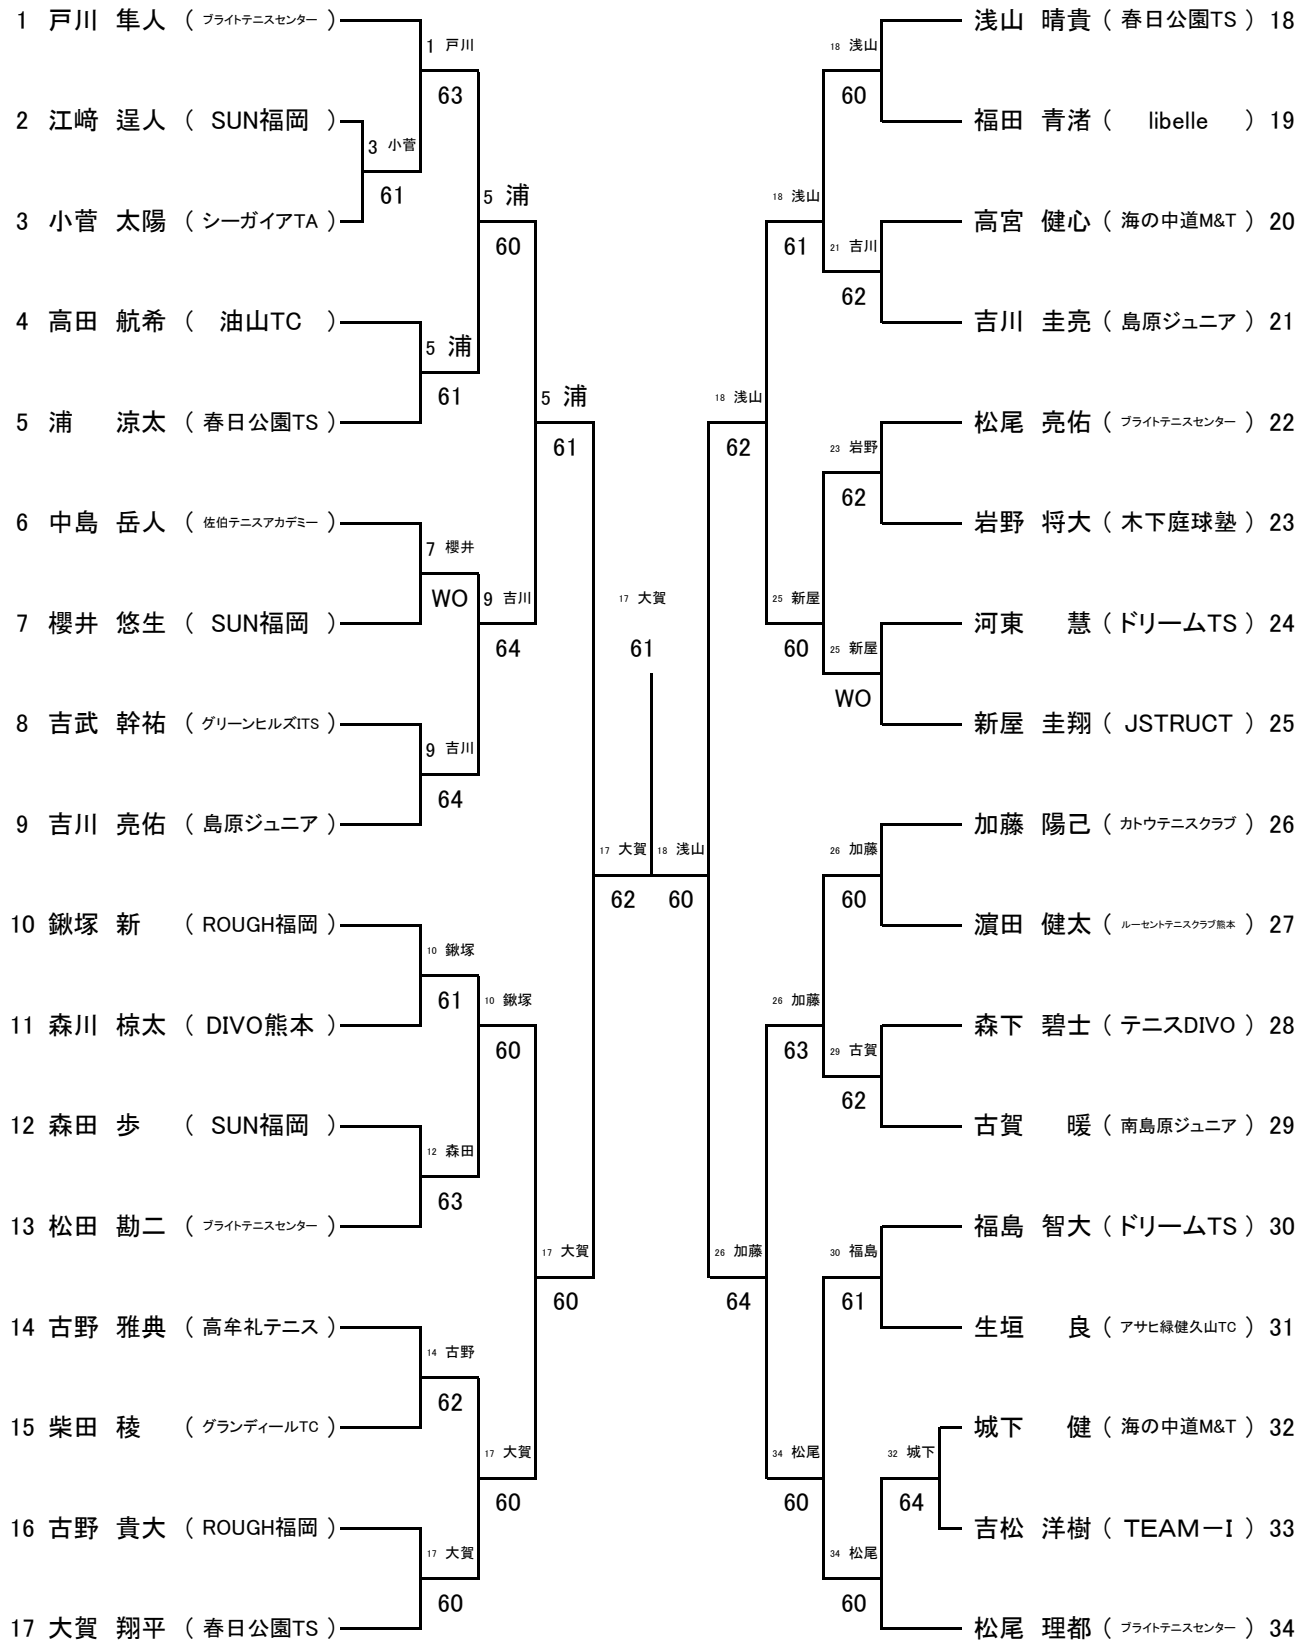 1 戸川 隼人 ( ブライトテニスセンター )
1 戸川
63
2 江﨑 逞人 ( SUN福岡 )
3 小菅
61
3 小菅 太陽 ( シーガイアTA )
5 浦
60
4 高田 航希 ( 油山TC )
5 浦
61
5 浦 涼太 ( 春日公園TS )
5 浦
61
6 中島 岳人 ( 佐伯テニスアカデミー )
7 櫻井
WO
7 櫻井 悠生 ( SUN福岡 )
9 吉川
64
8 吉武 幹祐 ( グリーンヒルズITS )
9 吉川
64
9 吉川 亮佑 ( 島原ジュニア )
17 大賀
62
10 鍬塚 新 ( ROUGH福岡 )
10 鍬塚
61
11 森川 椋太 ( DIVO熊本 )
10 鍬塚
60
12 森田 歩 ( SUN福岡 )
12 森田
63
13 松田 勘二 ( ブライトテニスセンター )
17 大賀
60
14 古野 雅典 ( 高牟礼テニス )
14 古野
62
15 柴田 稜 ( グランディールTC )
17 大賀
60
16 古野 貴大 ( ROUGH福岡 )
17 大賀
60
17 大賀 翔平 ( 春日公園TS )
17 大賀
61
浅山 晴貴 ( 春日公園TS ) 18
18 浅山
60
福田 青渚 ( libelle ) 19
18 浅山
61
高宮 健心 ( 海の中道M&T ) 20
21 吉川
62
吉川 圭亮 ( 島原ジュニア ) 21
18 浅山
62
松尾 亮佑 ( ブライトテニスセンター ) 22
23 岩野
62
岩野 将大 ( 木下庭球塾 ) 23
25 新屋
60
河東 慧 ( ドリームTS ) 24
25 新屋
WO
新屋 圭翔 ( JSTRUCT ) 25
18 浅山
60
加藤 陽己 ( カトウテニスクラブ ) 26
26 加藤
60
濵田 健太 ( ルーセントテニスクラブ熊本 ) 27
26 加藤
63
森下 碧士 ( テニスDIVO ) 28
29 古賀
62
古賀 暖 ( 南島原ジュニア ) 29
26 加藤
64
福島 智大 ( ドリームTS ) 30
30 福島
61
生垣 良 ( アサヒ緑健久山TC ) 31
34 松尾
60
城下 健 ( 海の中道M&T ) 32
32 城下
64
吉松 洋樹 ( TEAM－I ) 33
34 松尾
60
松尾 理都 ( ブライトテニスセンター ) 34